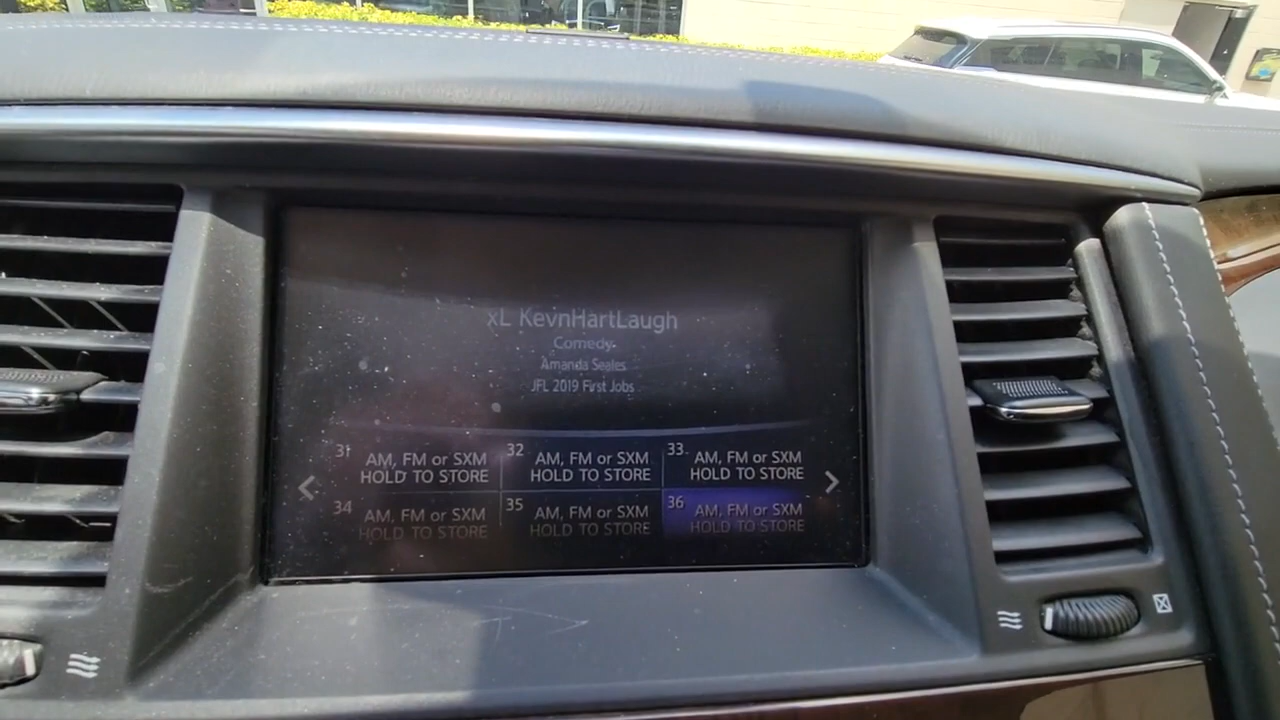 xL KevnHartLaugh
Comedy
Amanda Seales
JFL 2019 First Jobs
31 AM, FM or SXM
HOLD TO STORE
32 AM, FM or SXM
HOLD TO STORE
33 AM, FM or SXM
HOLD TO STORE
34 AM, FM or SXM
HOLD TO STORE
35 AM, FM or SXM
HOLD TO STORE
36 AM, FM or SXM
HOLD TO STORE